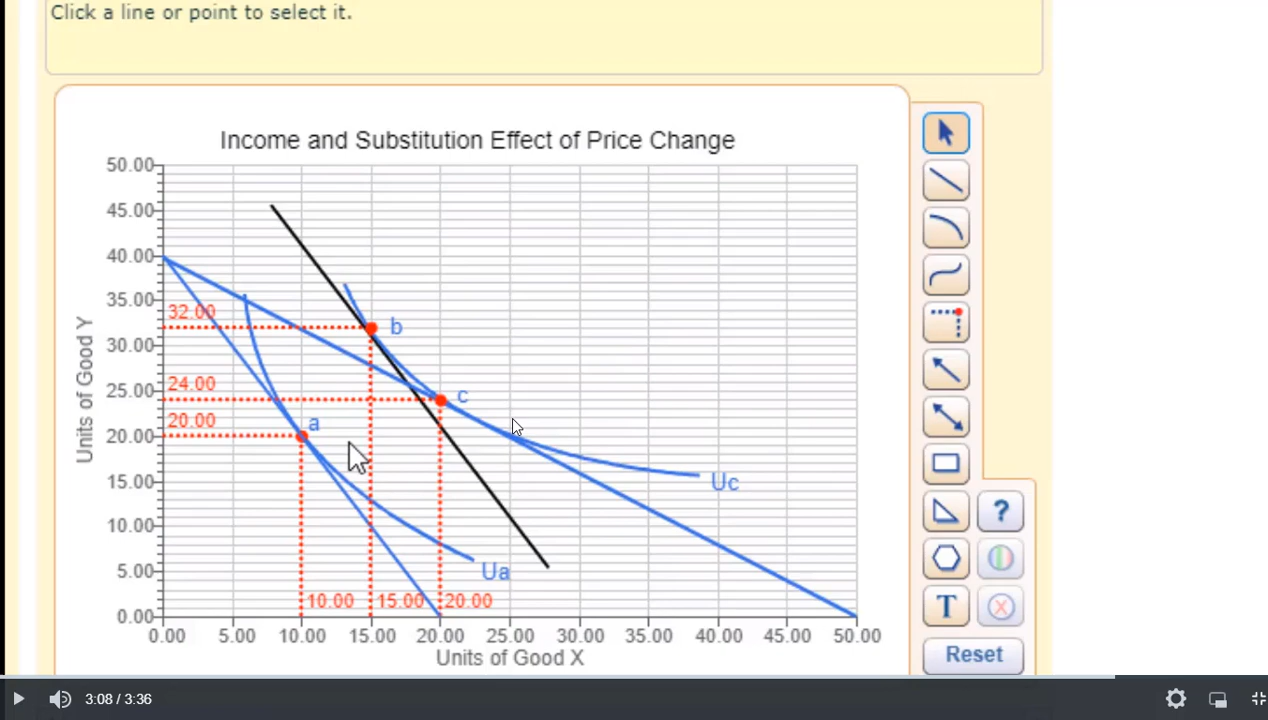 Click a line or point to select it.
Income and Substitution Effect of Price Change
50.00
45.00
40.00
35.00
30.00
25.00
20.00
15.00
10.00
5.00
0.00
Units of Good Y
32.00
24.00
20.00
b
c
a
Uc
Ua
10.00 15.00 20.00
0.00 5.00 10.00 15.00 20.00 25.00 30.00 35.00 40.00 45.00 50.00
Units of Good X
?
T
Reset
3:08 / 3:36